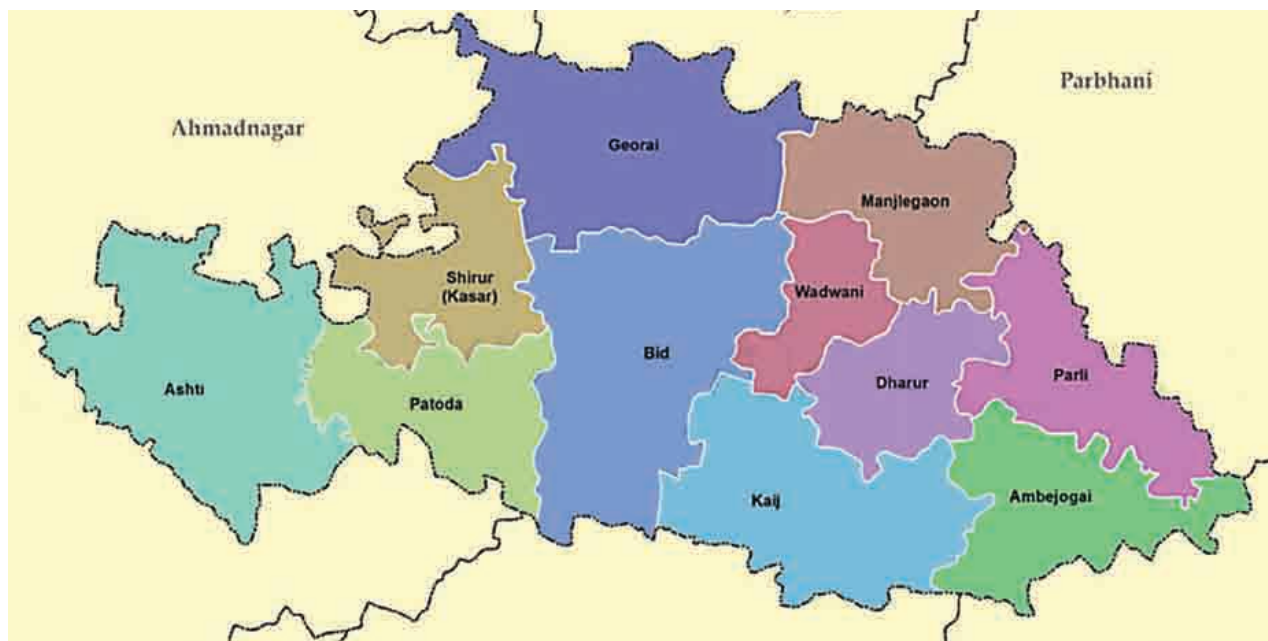 Parbhani
Ahmadnagar
Georai
Manjlegaon
Shirur
(Kasar)
Wadwani
Bid
Ashti
Patoda
Dharur
Parli
Kaij
Ambejogai